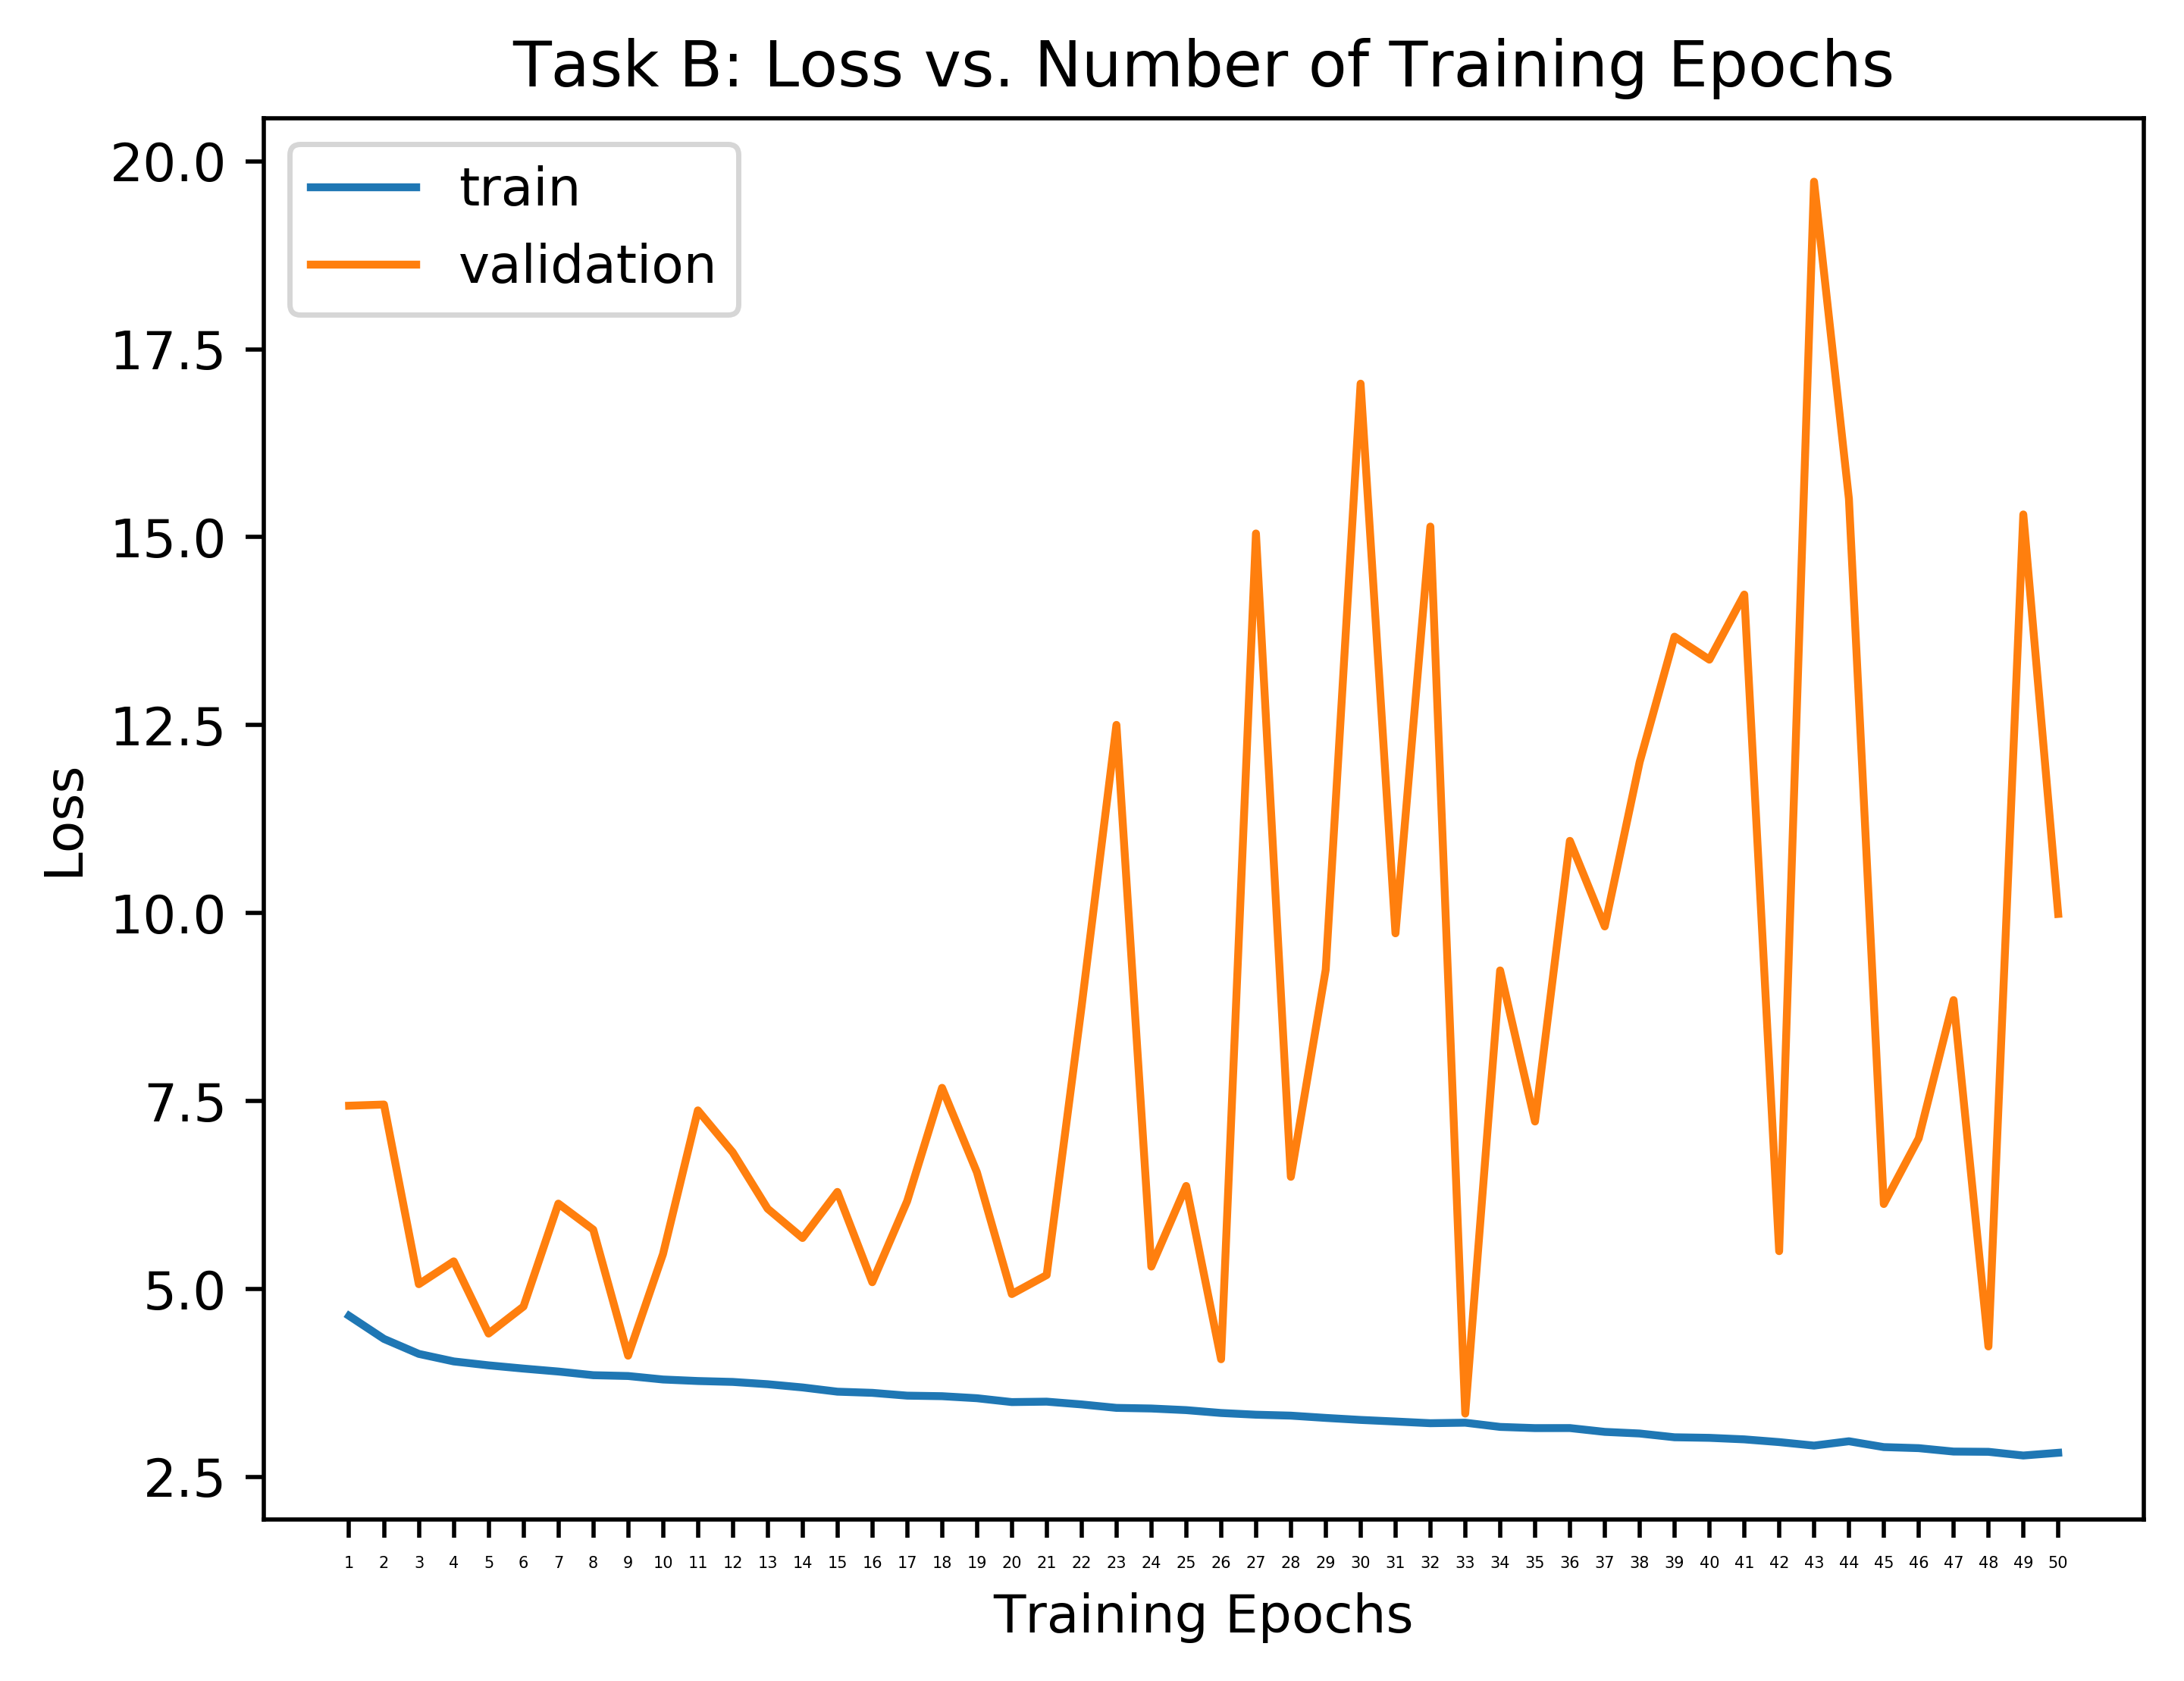 Task B: Loss vs. Number of Training Epochs
train
validation
20.0
17.5
15.0
12.5
10.0
7.5
5.0
2.5
Loss
1 2 3 4 5 6 7 8 9 10 11 12 13 14 15 16 17 18 19 20 21 22 23 24 25 26 27 28 29 30 31 32 33 34 35 36 37 38 39 40 41 42 43 44 45 46 47 48 49 50
Training Epochs